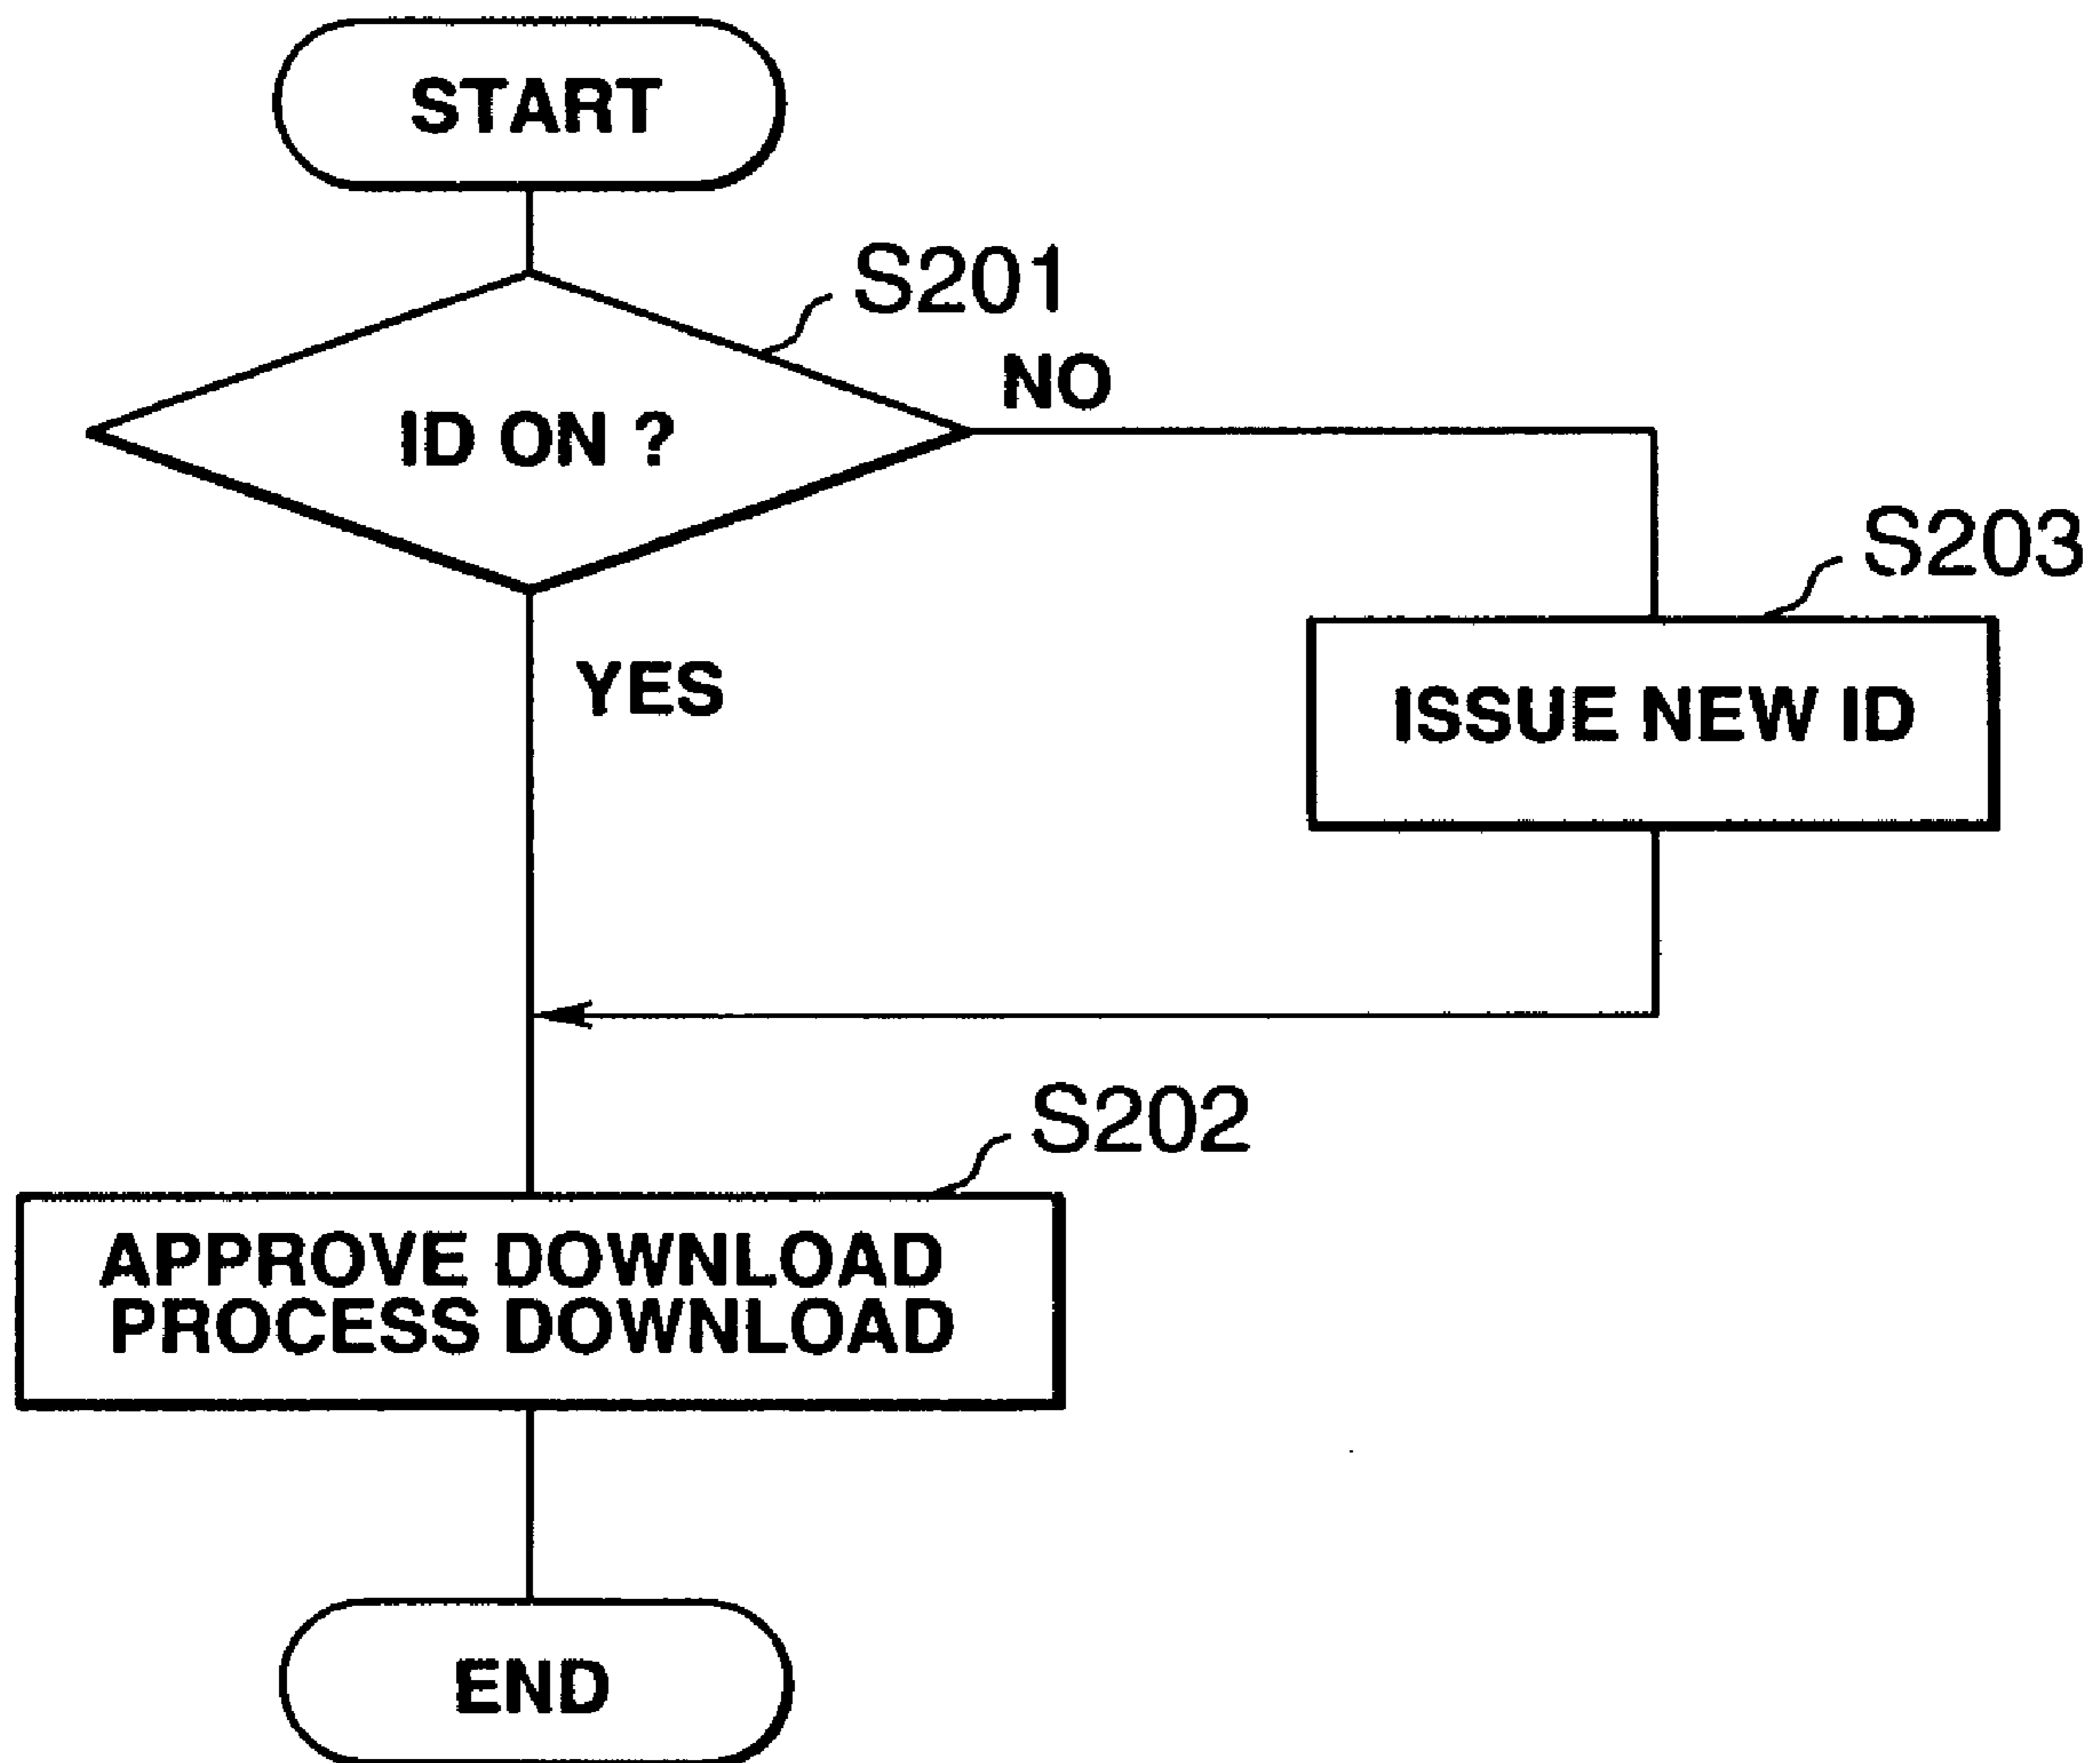 START
S201
NO
ID ON ?
S203
YES
ISSUE NEW ID
S202
APPROVE DOWNLOAD
PROCESS DOWNLOAD
END